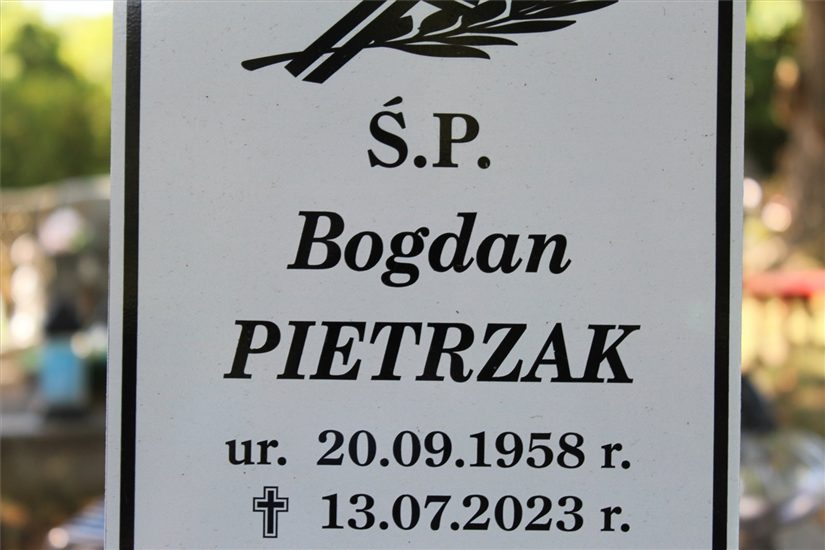 Ś.P.
Bogdan
PIETRZAK
ur. 20.09.1958 r.
13.07.2023 r.